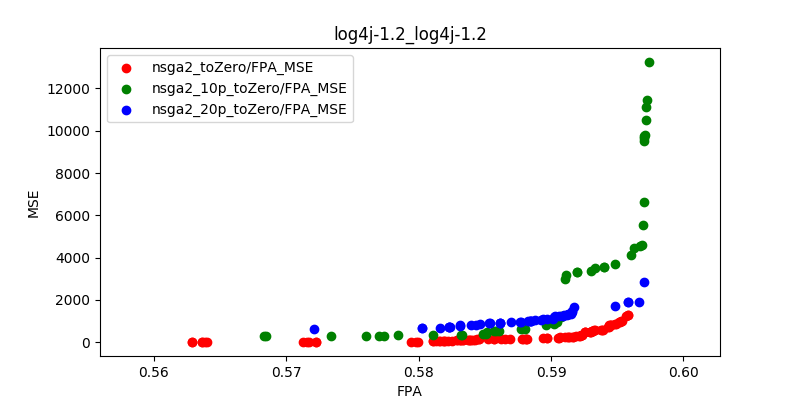 log4j-1.2_log4j-1.2
nsga2_toZero/FPA_MSE
nsga2_10p_toZero/FPA_MSE
nsga2_20p_toZero/FPA_MSE
MSE
12000
10000
8000
6000
4000
2000
0
0.56 0.57 0.58 0.59 0.60
FPA